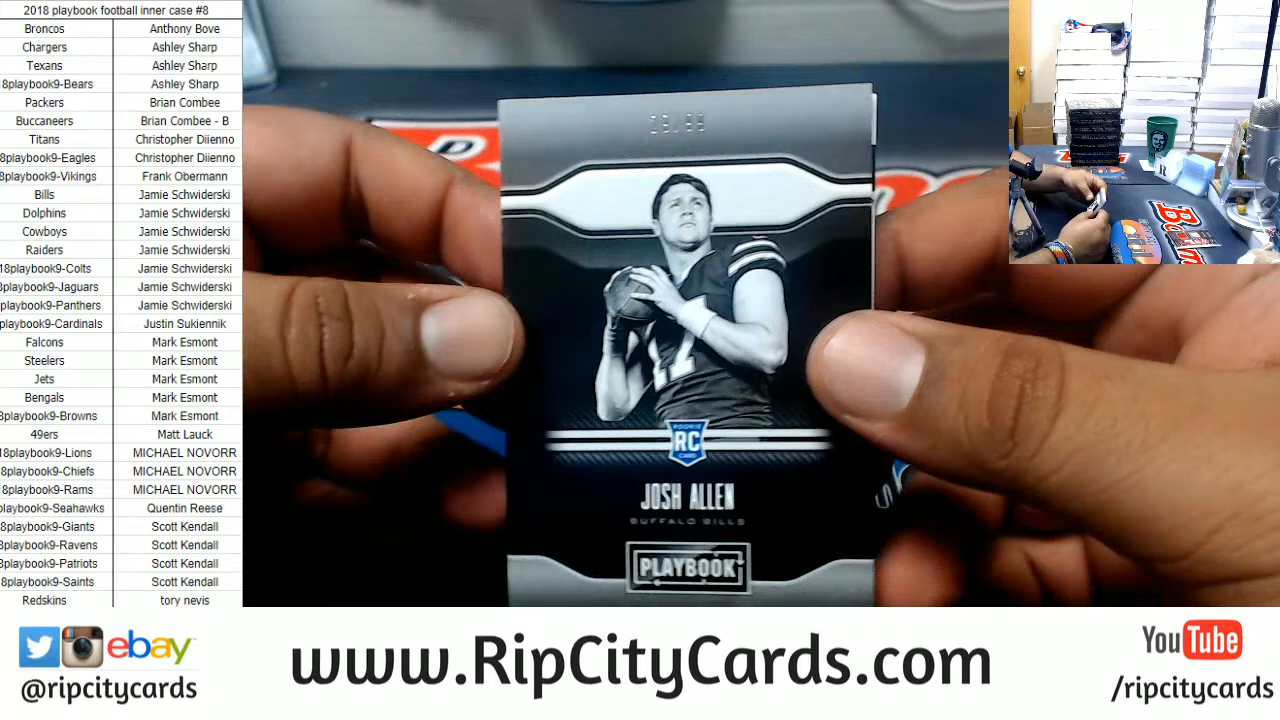 2018 playbook football inner case #8
Broncos Anthony Bove
Chargers Ashley Sharp
Texans Ashley Sharp
8playbook9-Bears Ashley Sharp
Packers Brian Combee
Buccaneers Brian Combee - B
Titans Christopher Diienno
8playbook9-Eagles Christopher Diienno
8playbook9-Vikings Frank Obermann
Bills Jamie Schwiderski
Dolphins Jamie Schwiderski
Cowboys Jamie Schwiderski
Raiders Jamie Schwiderski
18playbook9-Colts Jamie Schwiderski
8playbook9-Jaguars Jamie Schwiderski
8playbook9-Panthers Jamie Schwiderski
playbook9-Cardinals Justin Sukiennik
Falcons Mark Esmont
Steelers Mark Esmont
Jets Mark Esmont
Bengals Mark Esmont
8playbook9-Browns Mark Esmont
49ers Matt Lauck
18playbook9-Lions MICHAEL NOVORR
8playbook9-Chiefs MICHAEL NOVORR
8playbook9-Rams MICHAEL NOVORR
playbook9-Seahawks Quentin Reese
8playbook9-Giants Scott Kendall
8playbook9-Ravens Scott Kendall
8playbook9-Patriots Scott Kendall
8playbook9-Saints Scott Kendall
Redskins tory nevis
17
ROOKIE
RC
CARD
JOSH ALLEN
BUFFALO BILLS
PLAYBOOK
ebay
@ripcitycards
www.RipCityCards.com
YouTube
/ripcitycards